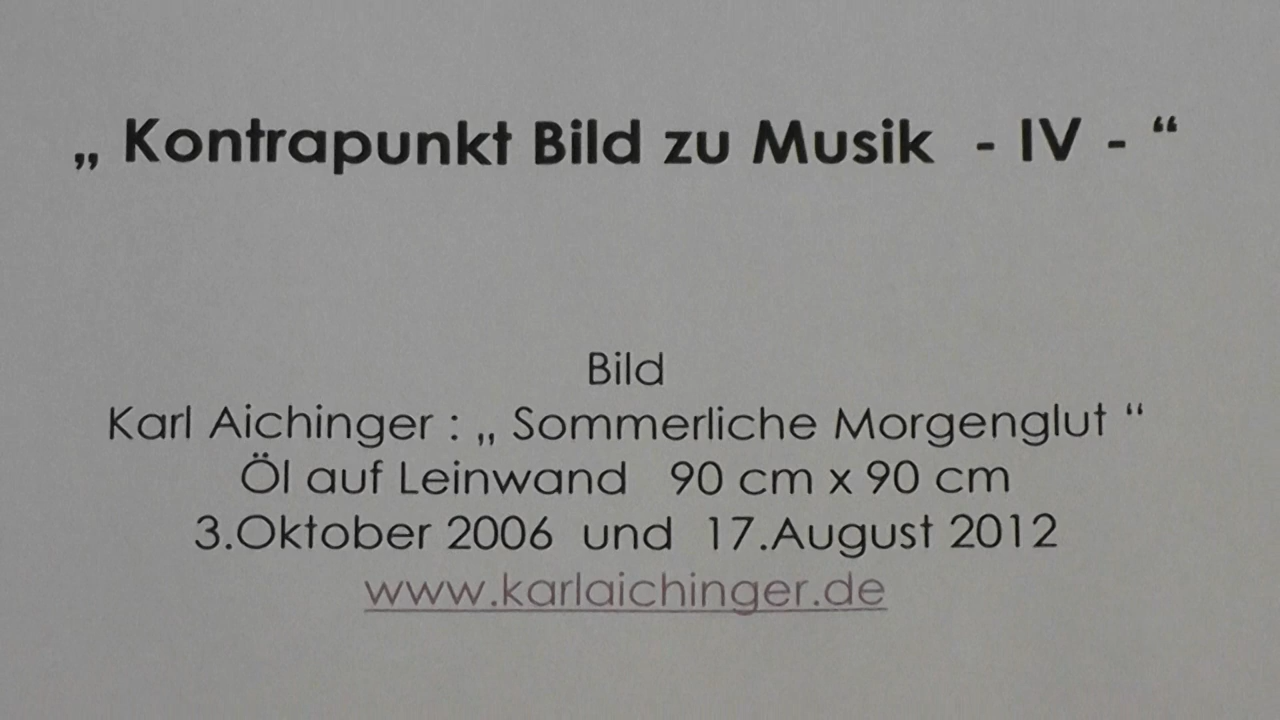 „ Kontrapunkt Bild zu Musik - IV - “
Bild
Karl Aichinger : „ Sommerliche Morgenglut “
Öl auf Leinwand 90 cm x 90 cm
3.Oktober 2006 und 17.August 2012
www.karlaichinger.de